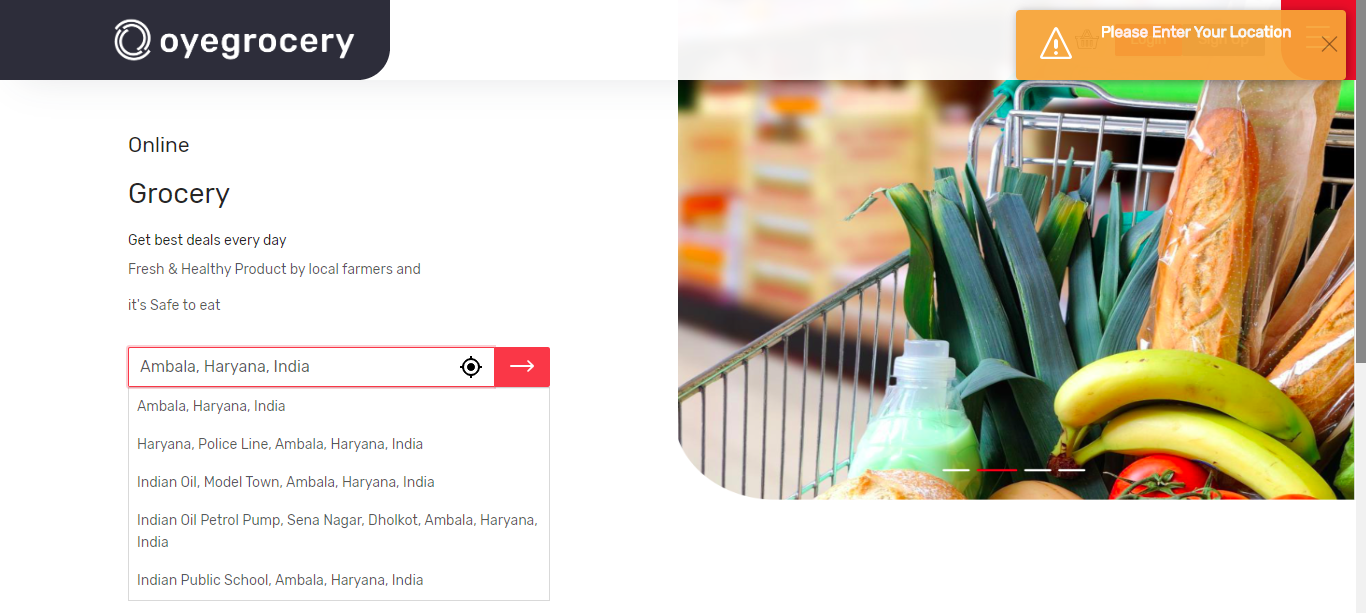 oyegrocery
Please Enter Your Location
Online
Grocery
Get best deals every day
Fresh & Healthy Product by local farmers and
it's Safe to eat
Ambala, Haryana, India
Ambala, Haryana, India
Haryana, Police Line, Ambala, Haryana, India
Indian Oil, Model Town, Ambala, Haryana, India
Indian Oil Petrol Pump, Sena Nagar, Dholkot, Ambala, Haryana,
India
Indian Public School, Ambala, Haryana, India